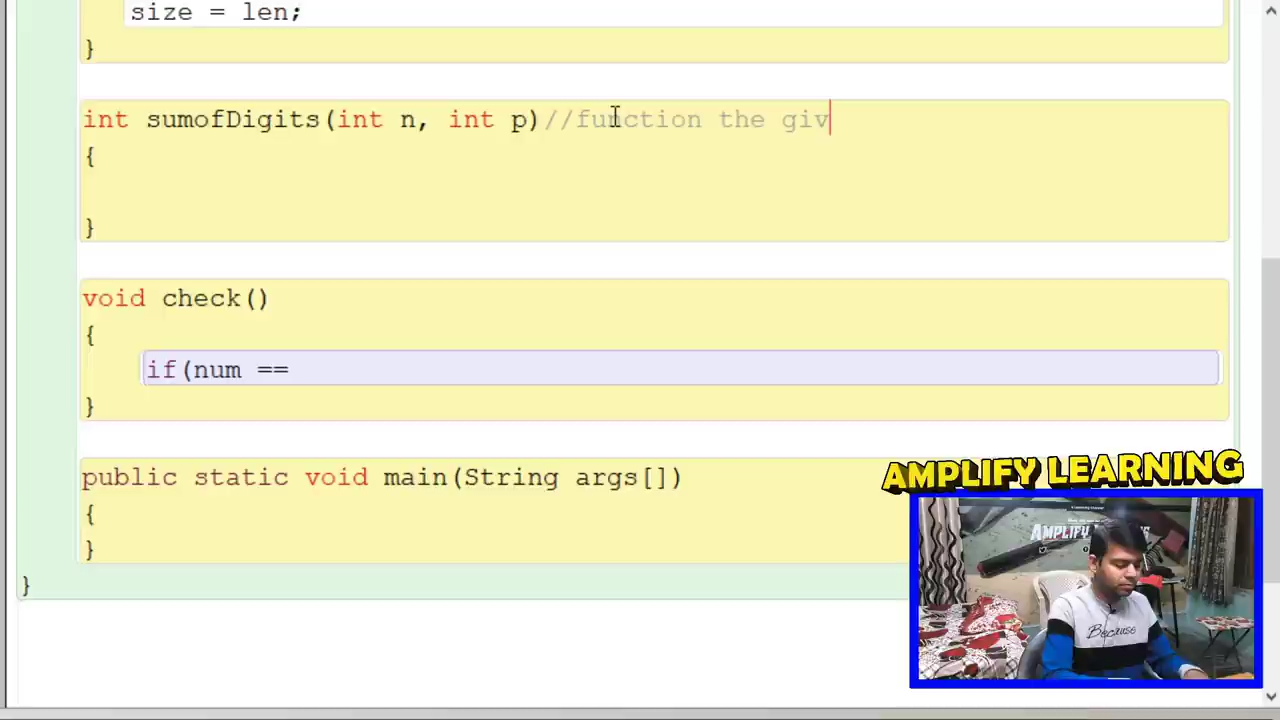 size = len;
}
int sumofDigits(int n, int p)//function the giv
{
}
void check()
{
if(num ==
}
public static void main(String args[])
{
}
}
AMPLIFY LEARNING
Because